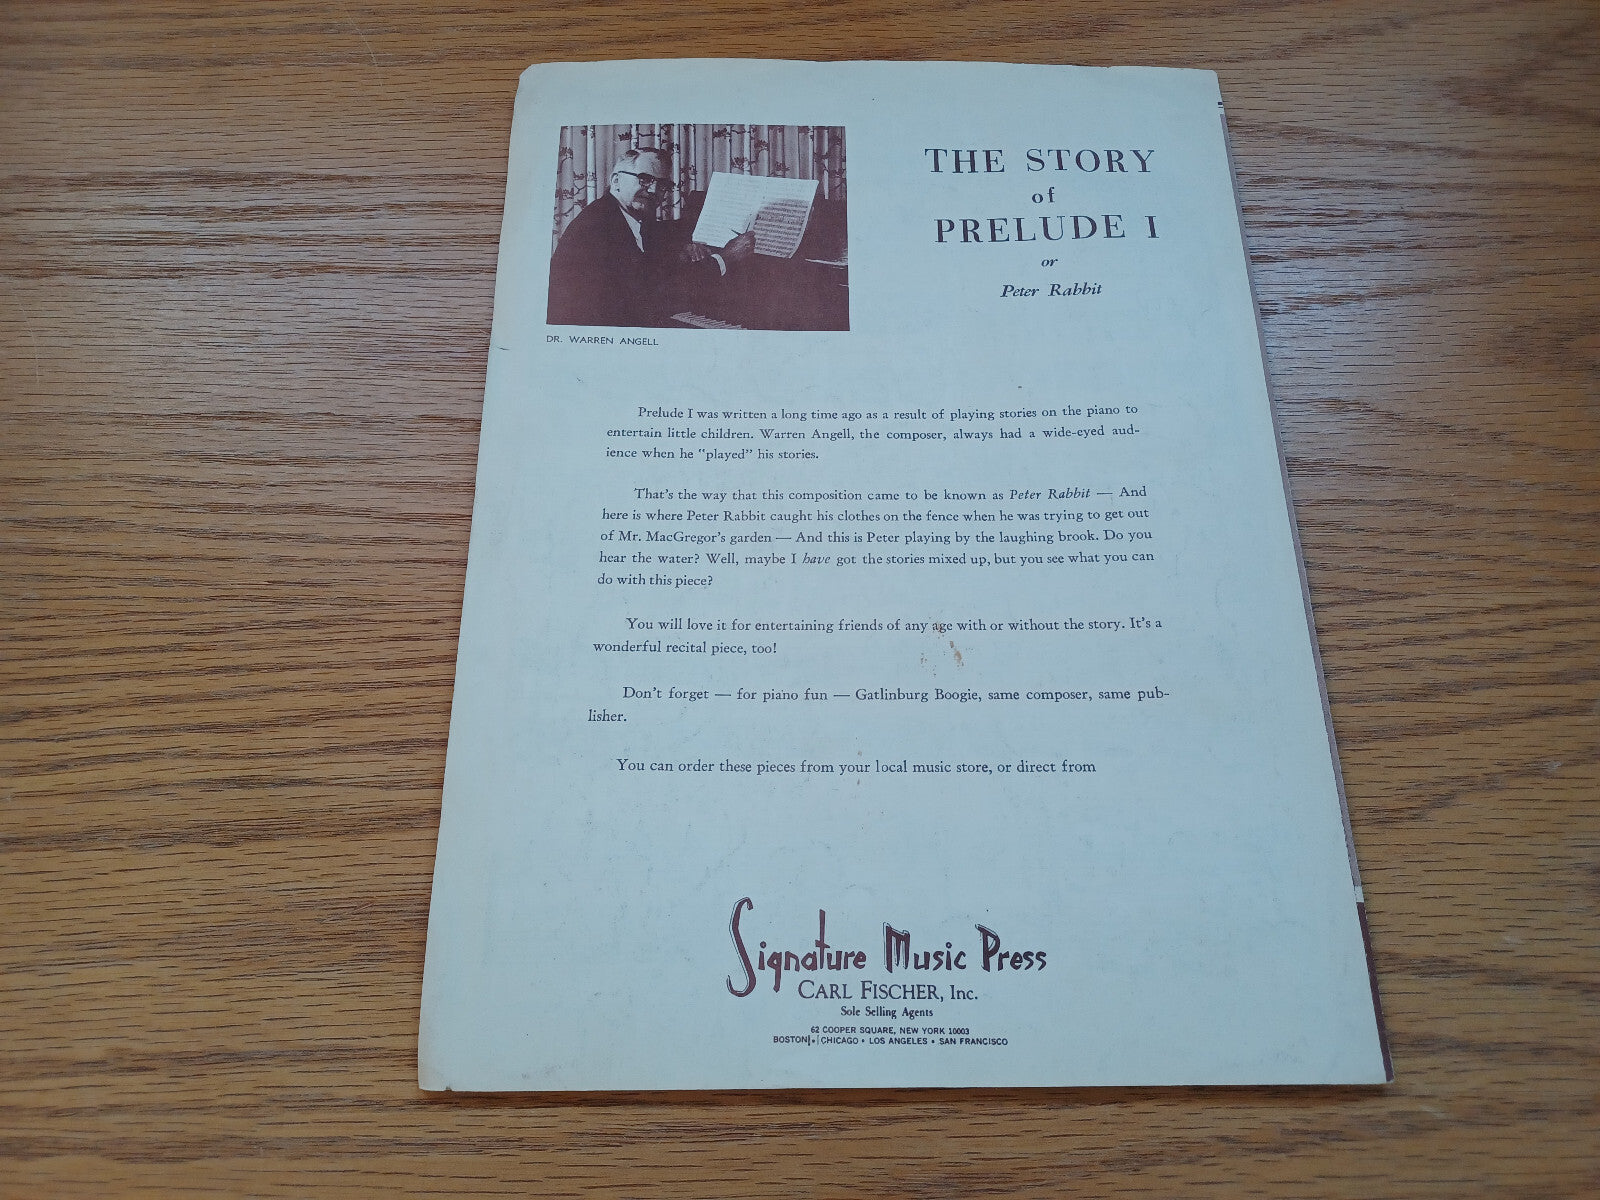 THE STORY
of
PRELUDE I
or
Peter Rabbit
DR. WARREN ANGELL
Prelude I was written a long time ago as a result of playing stories on the piano to
entertain little children. Warren Angell, the composer, always had a wide-eyed aud-
ience when he "played" his stories.
That's the way that this composition came to be known as Peter Rabbit — And
here is where Peter Rabbit caught his clothes on the fence when he was trying to get out
of Mr. MacGregor's garden — And this is Peter playing by the laughing brook. Do you
hear the water? Well, maybe I have got the stories mixed up, but you see what you can
do with this piece?
You will love it for entertaining friends of any age with or without the story. It's a
wonderful recital piece, too!
Don't forget — for piano fun — Gatlinburg Boogie, same composer, same pub-
lisher.
You can order these pieces from your local music store, or direct from
Signature Music Press
CARL FISCHER, Inc.
Sole Selling Agents
62 COOPER SQUARE, NEW YORK 10003
BOSTON • CHICAGO • LOS ANGELES • SAN FRANCISCO